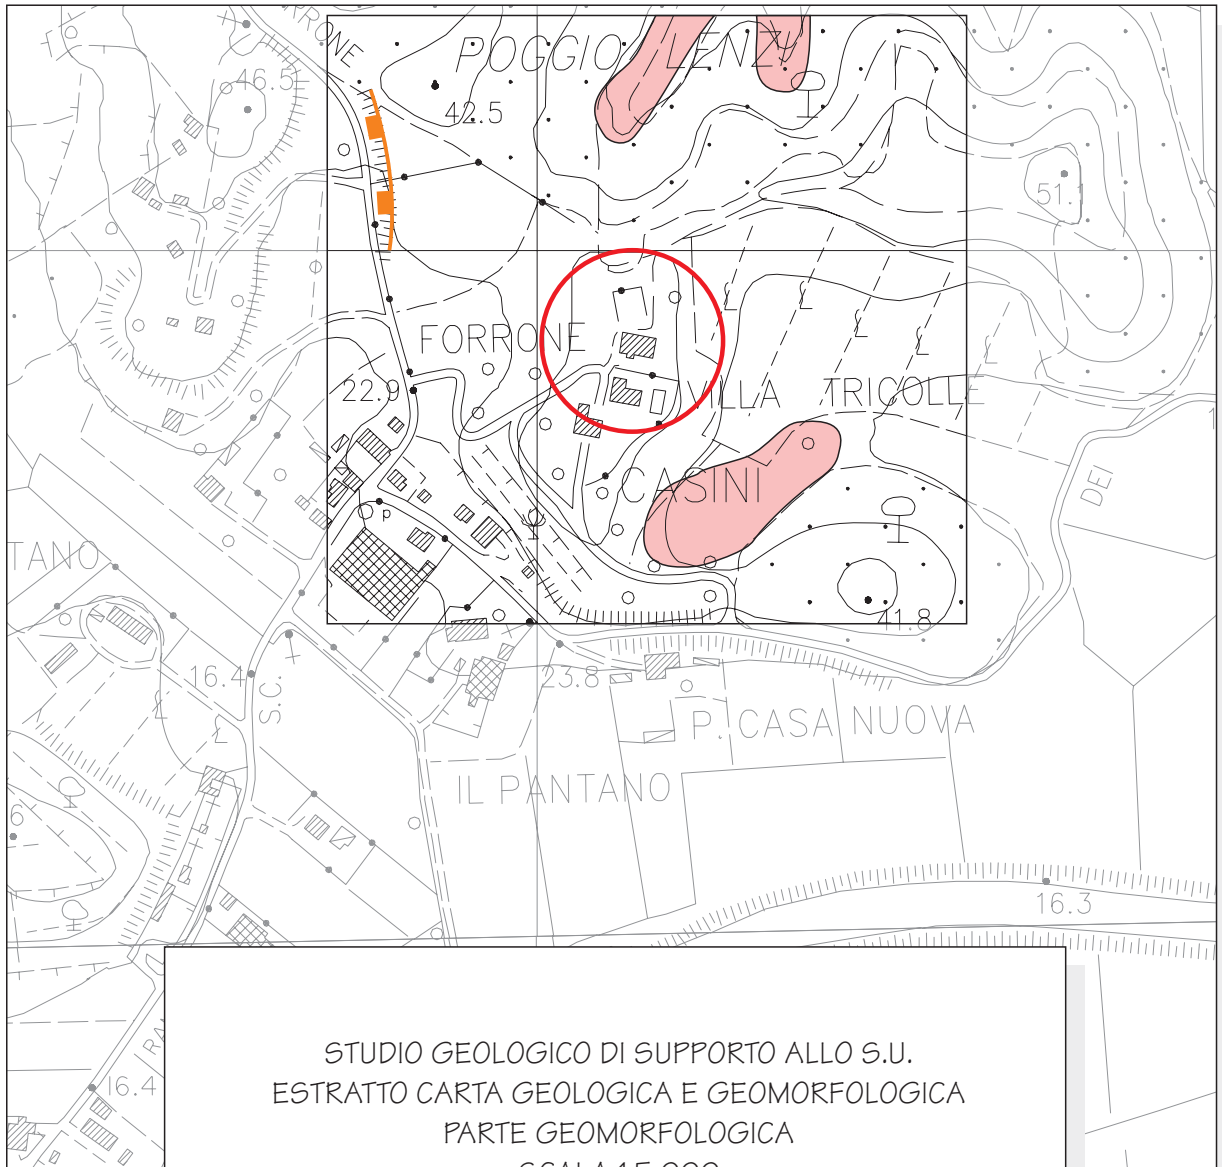 RRONE
POGGIO LENZI
46.5
42.5
51.1
FORRONE
22.9
VILLA TRICOLLE
CASINI
DEI
P
TANO
41.8
16.4
S.C.
23.8
P. CASA NUOVA
IL PANTANO
6
16.3
16.4
STUDIO GEOLOGICO DI SUPPORTO ALLO S.U.
ESTRATTO CARTA GEOLOGICA E GEOMORFOLOGICA
PARTE GEOMORFOLOGICA